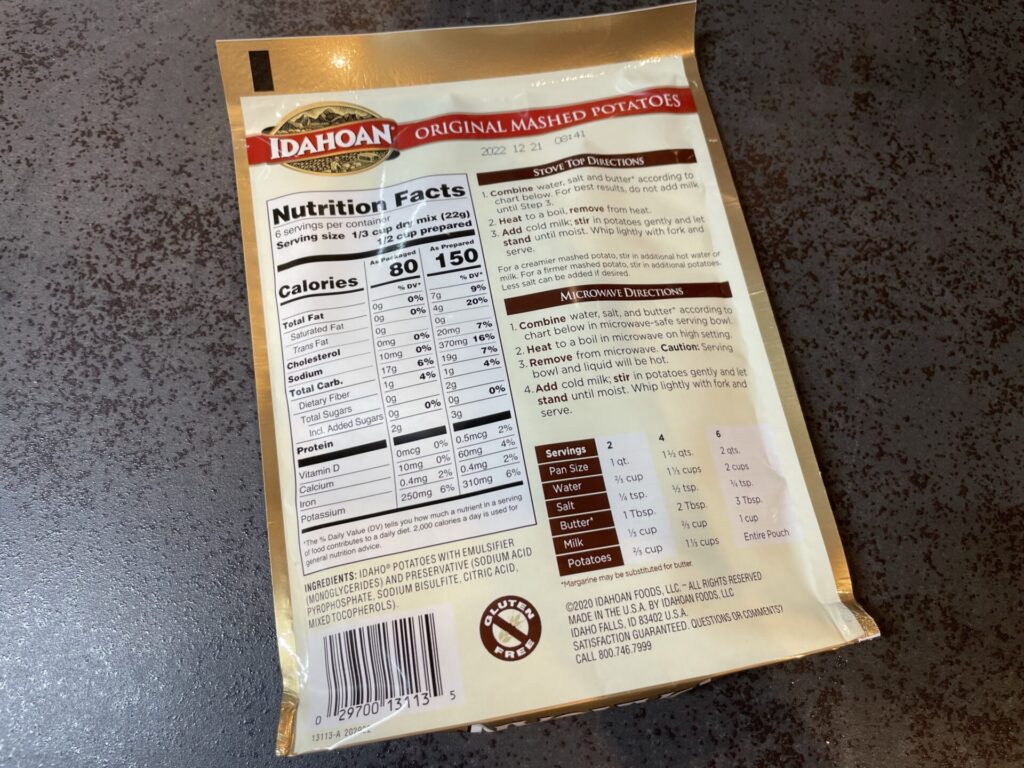 IDAHOAN®
ORIGINAL MASHED POTATOES
2022 12 21 08:41
Nutrition Facts
6 servings per container
Serving size 1/3 cup dry mix (22g)
1/2 cup prepared
As Packaged As Prepared
Calories 80 150
% DV* % DV*
Total Fat 0g 0% 7g 9%
Saturated Fat 0g 0% 4g 20%
Trans Fat 0g 0g
Cholesterol 0mg 0% 20mg 7%
Sodium 10mg 0% 370mg 16%
Total Carb. 17g 6% 19g 7%
Dietary Fiber 1g 4% 1g 4%
Total Sugars 0g 2g
Incl. Added Sugars 0g 0% 0g 0%
Protein 2g 3g
Vitamin D 0mcg 0% 0.5mcg 2%
Calcium 10mg 0% 60mg 4%
Iron 0.4mg 2% 0.4mg 2%
Potassium 250mg 6% 310mg 6%
*The % Daily Value (DV) tells you how much a nutrient in a serving
of food contributes to a daily diet. 2,000 calories a day is used for
general nutrition advice.
INGREDIENTS: IDAHO® POTATOES WITH EMULSIFIER
(MONOGLYCERIDES) AND PRESERVATIVE (SODIUM ACID
PYROPHOSPHATE, SODIUM BISULFITE, CITRIC ACID,
MIXED TOCOPHEROLS).
0 29700 13113 5
13113-A
STOVE TOP DIRECTIONS
1. Combine water, salt and butter* according to
chart below. For best results, do not add milk
until Step 3.
2. Heat to a boil, remove from heat.
3. Add cold milk; stir in potatoes gently and let
stand until moist. Whip lightly with fork and
serve.
For a creamier mashed potato, stir in additional hot water or
milk. For a firmer mashed potato, stir in additional potatoes.
Less salt can be added if desired.
MICROWAVE DIRECTIONS
1. Combine water, salt, and butter* according to
chart below in microwave-safe serving bowl.
2. Heat to a boil in microwave on high setting.
3. Remove from microwave. Caution: Serving
bowl and liquid will be hot.
4. Add cold milk; stir in potatoes gently and let
stand until moist. Whip lightly with fork and
serve.
Servings 2 4 6
Pan Size 1 qt. 1½ qts. 2 qts.
Water ⅔ cup 1⅓ cups 2 cups
Salt ¼ tsp. ½ tsp. ¾ tsp.
Butter* 1 Tbsp. 2 Tbsp. 3 Tbsp.
Milk ⅓ cup ⅔ cup 1 cup
Potatoes ⅔ cup 1⅓ cups Entire Pouch
*Margarine may be substituted for butter.
GLUTEN
FREE
©2020 IDAHOAN FOODS, LLC.™ ALL RIGHTS RESERVED
MADE IN THE U.S.A. BY IDAHOAN FOODS, LLC
IDAHO FALLS, ID 83402 U.S.A.
SATISFACTION GUARANTEED. QUESTIONS OR COMMENTS?
CALL 800.746.7999